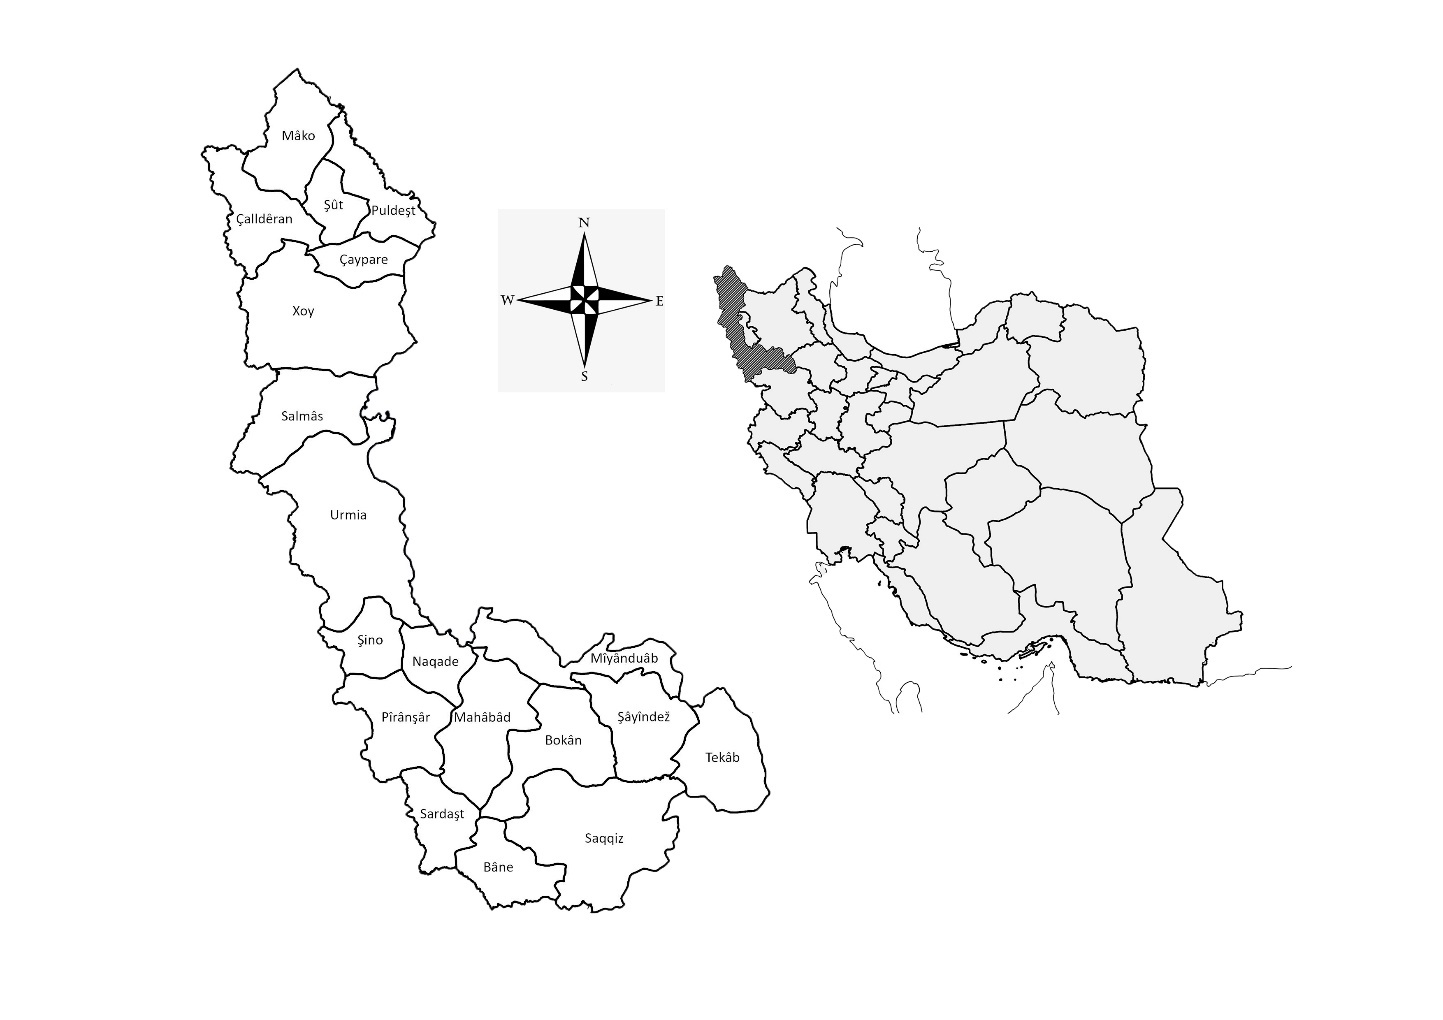 Mâko
Şût
Puldeşt
Çalldêran
Çaypare
Xoy
Salmâs
Urmia
Şino
Naqade
Mîyânduâb
Pîrânşâr
Mahâbâd
Şâyîndež
Bokân
Tekâb
Sardaşt
Saqqiz
Bâne
N
W
E
S